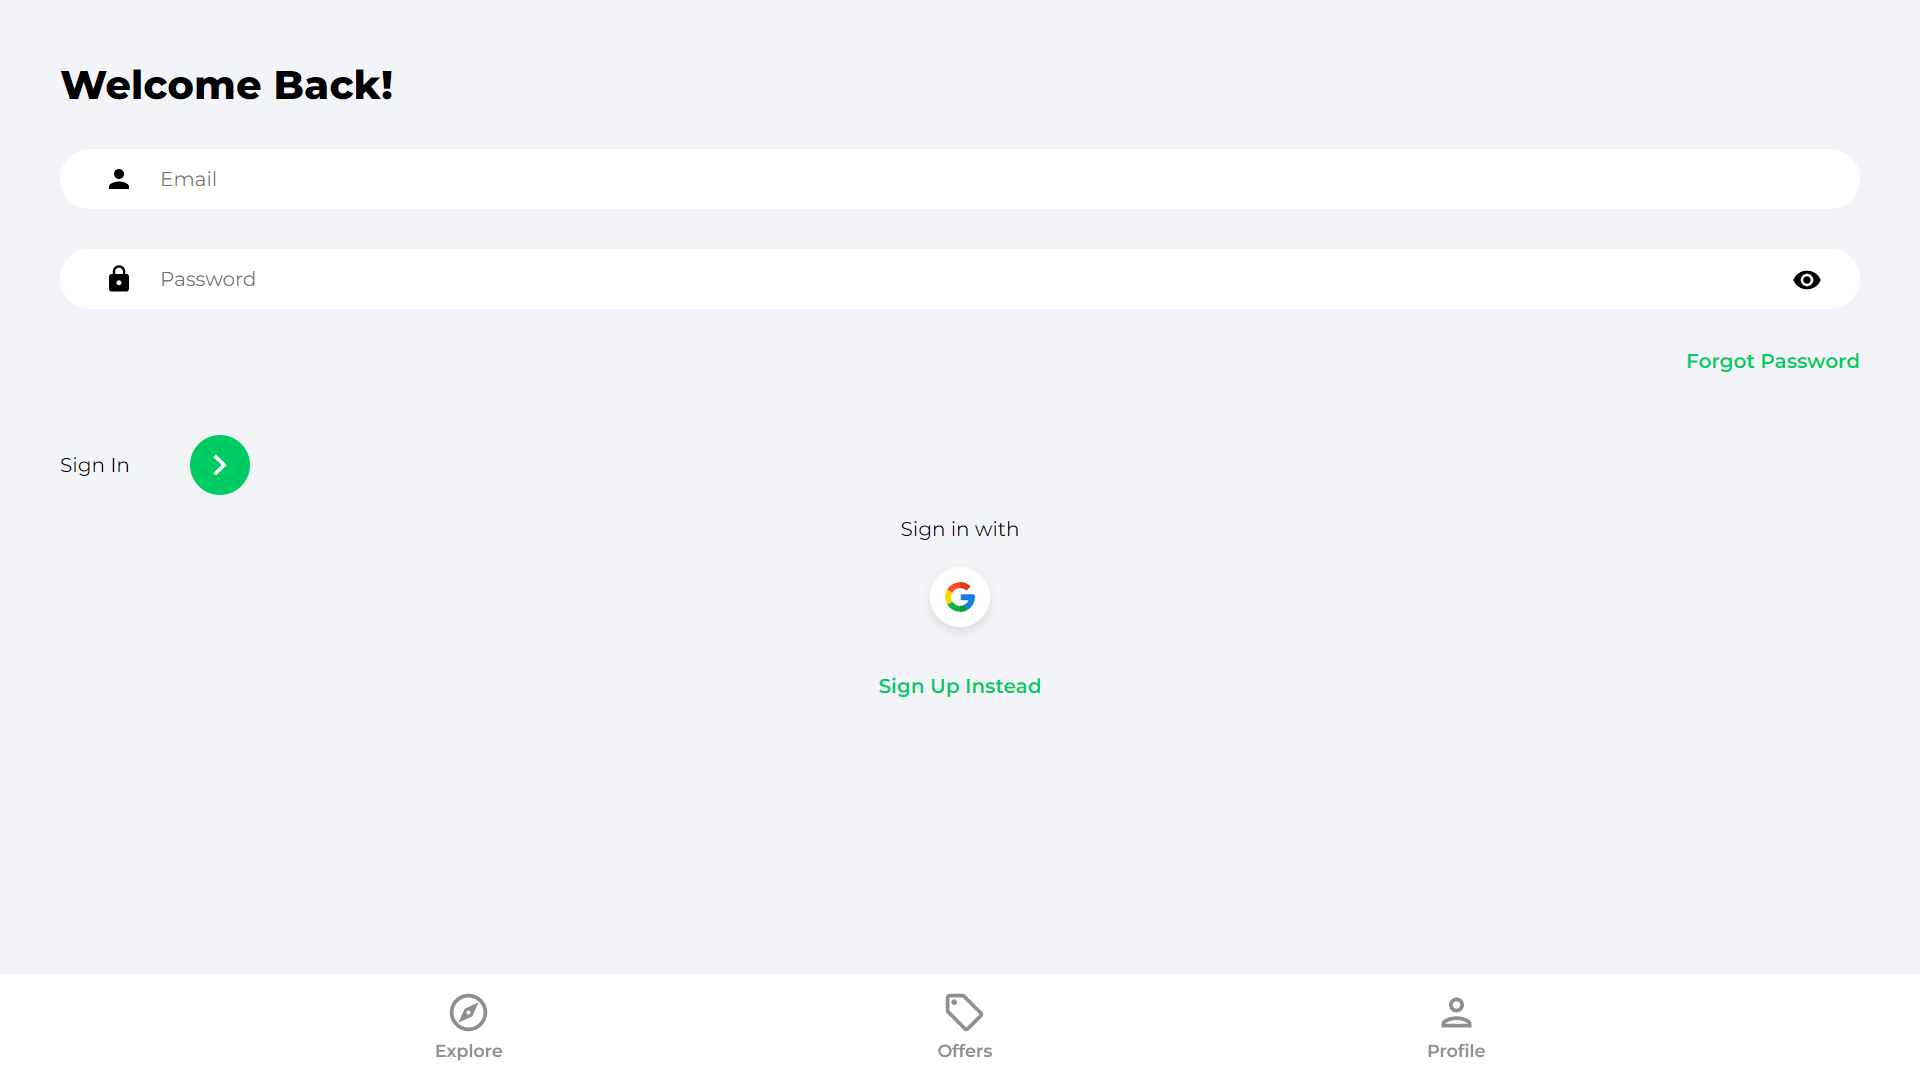 Welcome Back!
Email
Password
Forgot Password
Sign In
Sign in with
Sign Up Instead
Explore
Offers
Profile